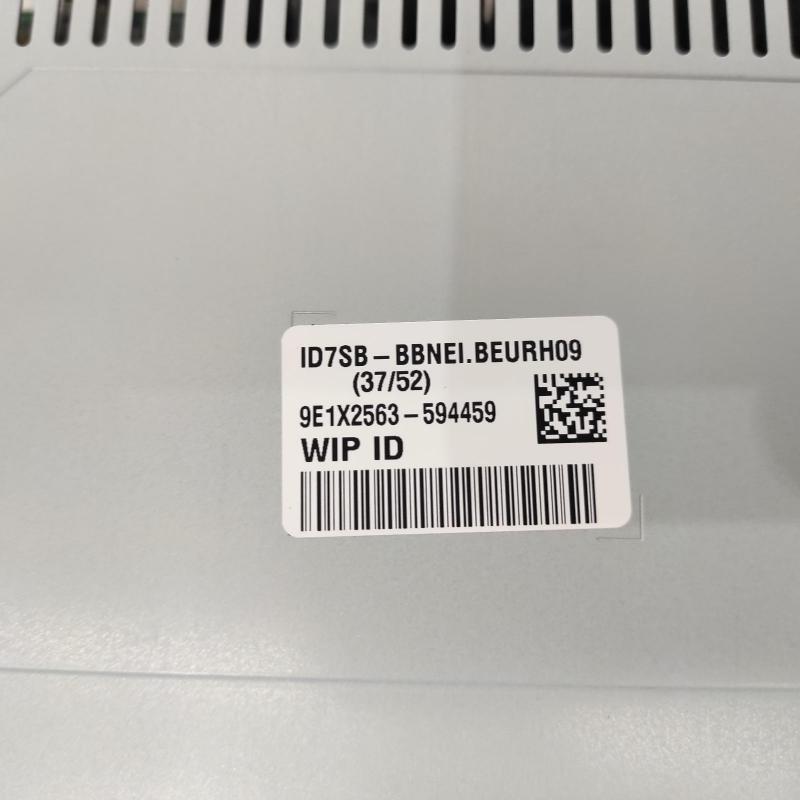 ID7SB-BBNEI.BEURH09
(37/52)
9E1X2563-594459
WIP ID